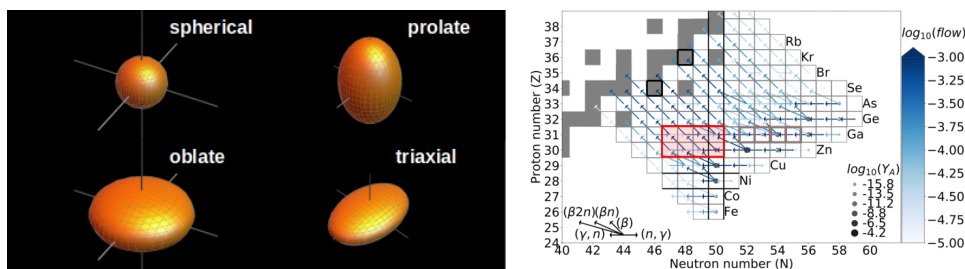 spherical
prolate
oblate
triaxial
Proton number (Z)
38
37
36
35
34
33
32
31
30
29
28
27
26
25
24
Rb
Kr
Br
Se
As
Ge
Ga
Zn
Cu
Ni
Co
Fe
(β2n)(βn)
(β)
(γ, n)
(n, γ)
40 42 44 46 48 50 52 54 56 58 60
Neutron number (N)
log10(YA)
-15.8
-13.5
-11.2
-8.8
-6.5
-4.2
log10(flow)
−3.00
−3.25
−3.50
−3.75
−4.00
−4.25
−4.50
−4.75
−5.00